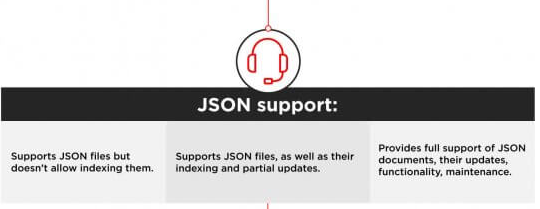 JSON support:
Supports JSON files but
doesn't allow indexing them.
Supports JSON files, as well as their
indexing and partial updates.
Provides full support of JSON
documents, their updates,
functionality, maintenance.